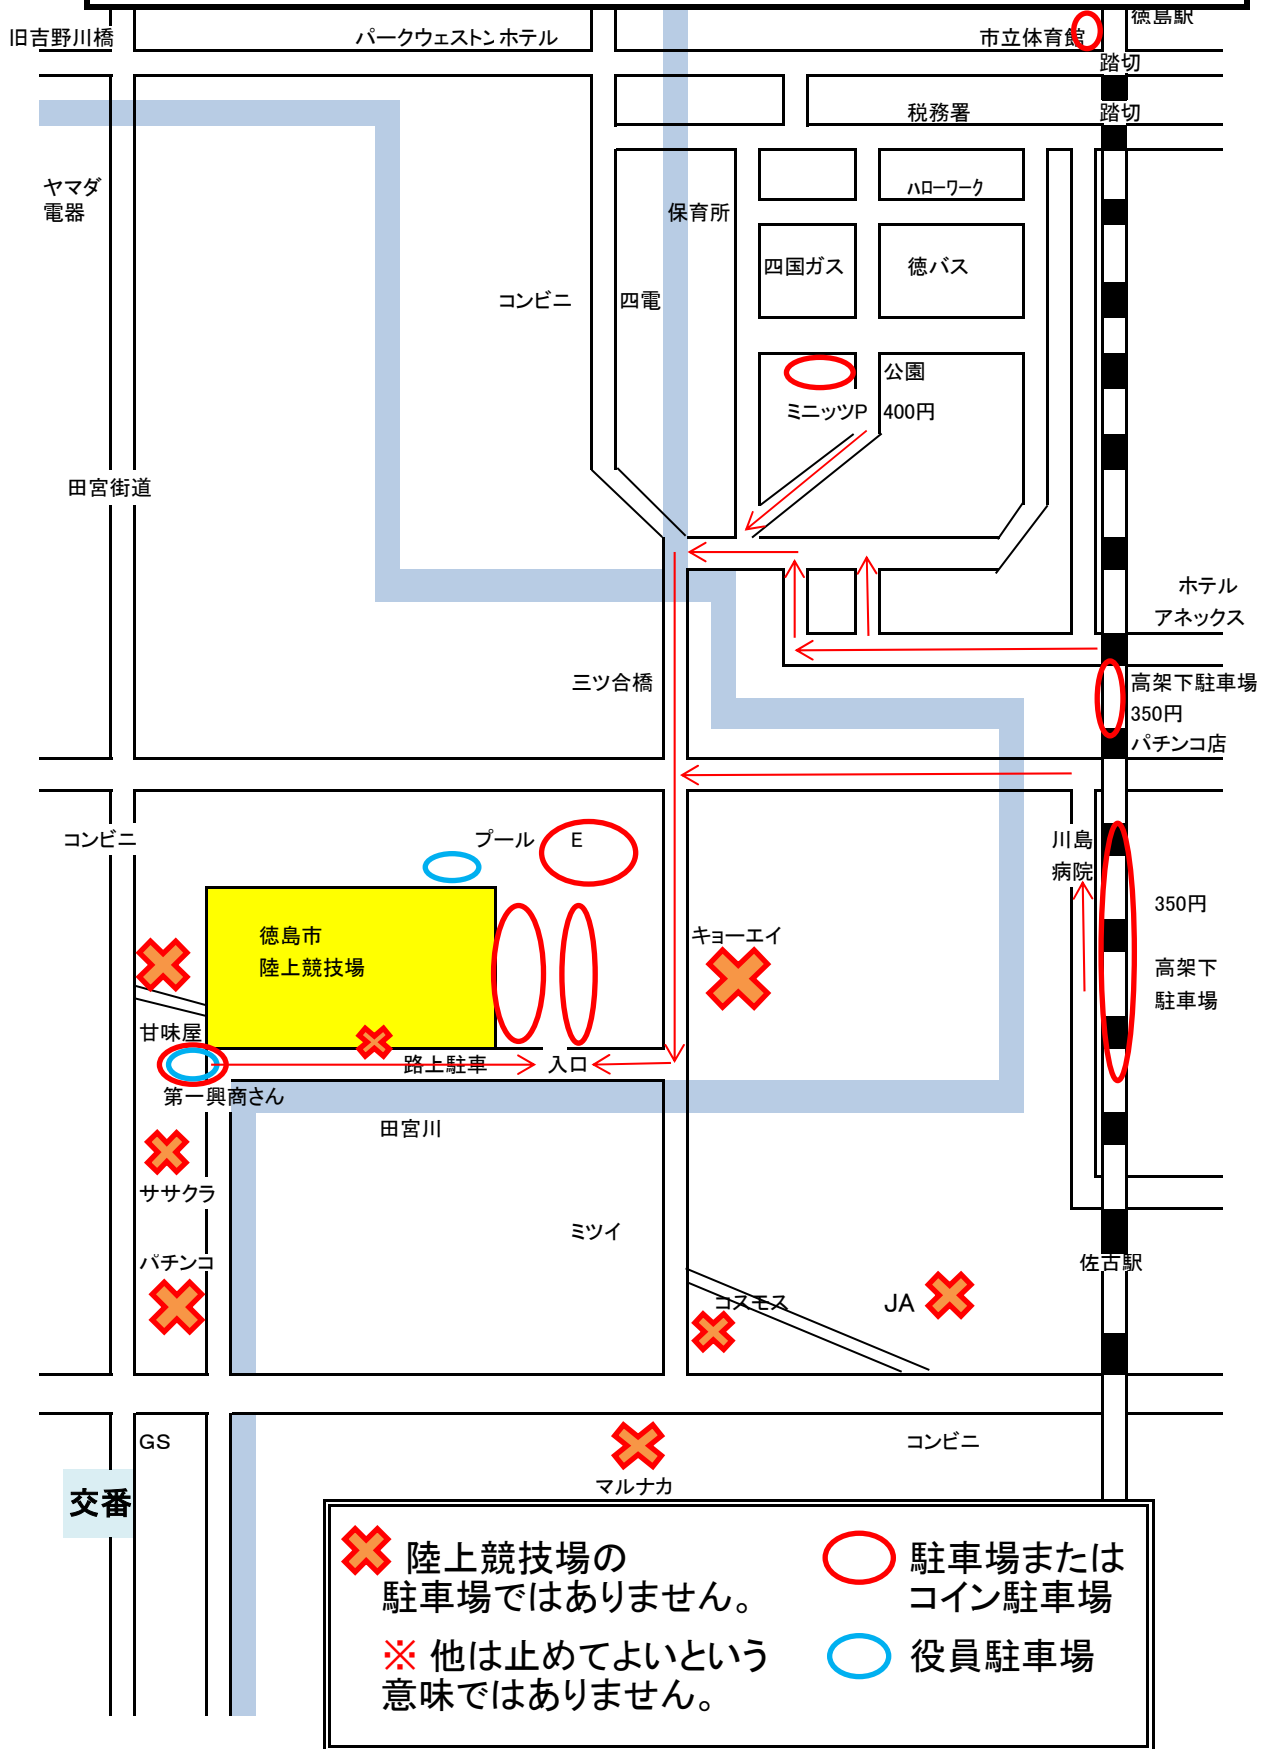 徳島駅
旧吉野川橋
パークウェストンホテル
市立体育館
踏切
税務署
踏切
ヤマダ
電器
ハローワーク
保育所
四国ガス
徳バス
コンビニ
四電
公園
ミニッツP
400円
田宮街道
ホテル
アネックス
三ツ合橋
高架下駐車場
350円
パチンコ店
コンビニ
プール
E
川島
病院
350円
徳島市
陸上競技場
キョーエイ
高架下
駐車場
甘味屋
路上駐車
入口
第一興商さん
田宮川
ササクラ
ミツイ
パチンコ
佐古駅
コスモス
JA
GS
コンビニ
マルナカ
交番
陸上競技場の
駐車場ではありません。
※ 他は止めてよいという
意味ではありません。
駐車場または
コイン駐車場
役員駐車場